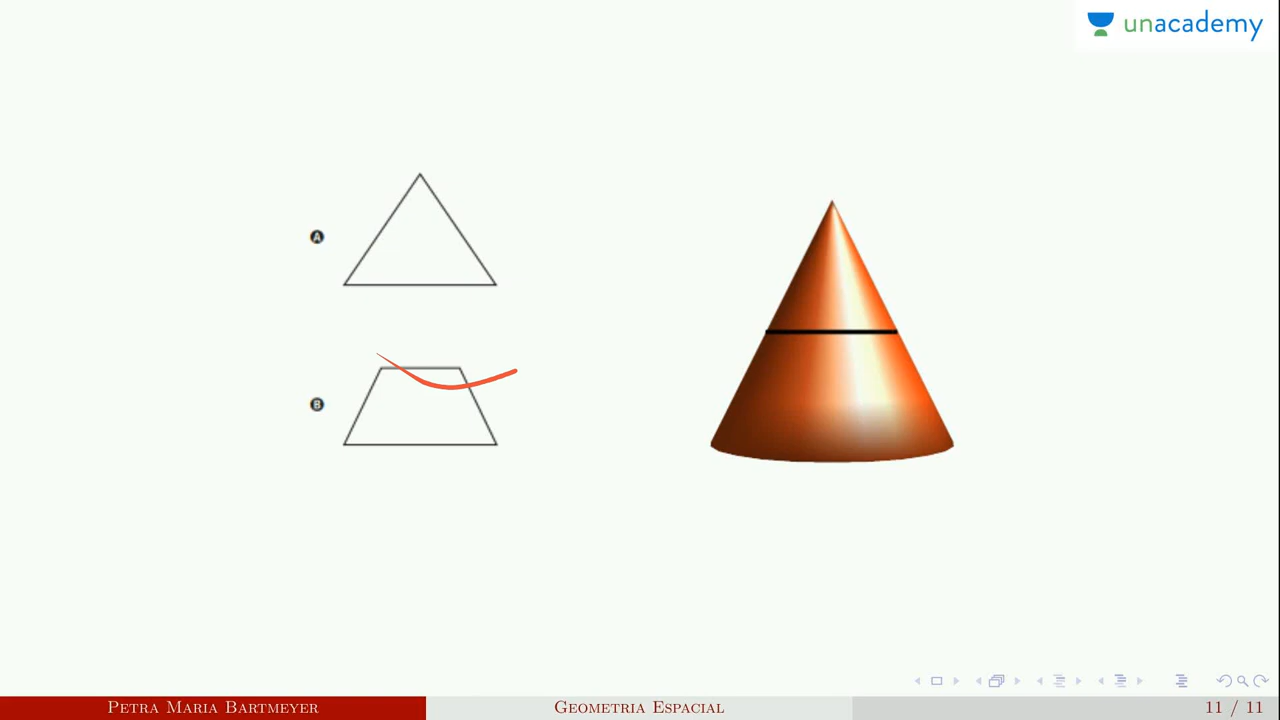 unacademy
A
B
Petra Maria Bartmeyer
Geometria Espacial
11 / 11